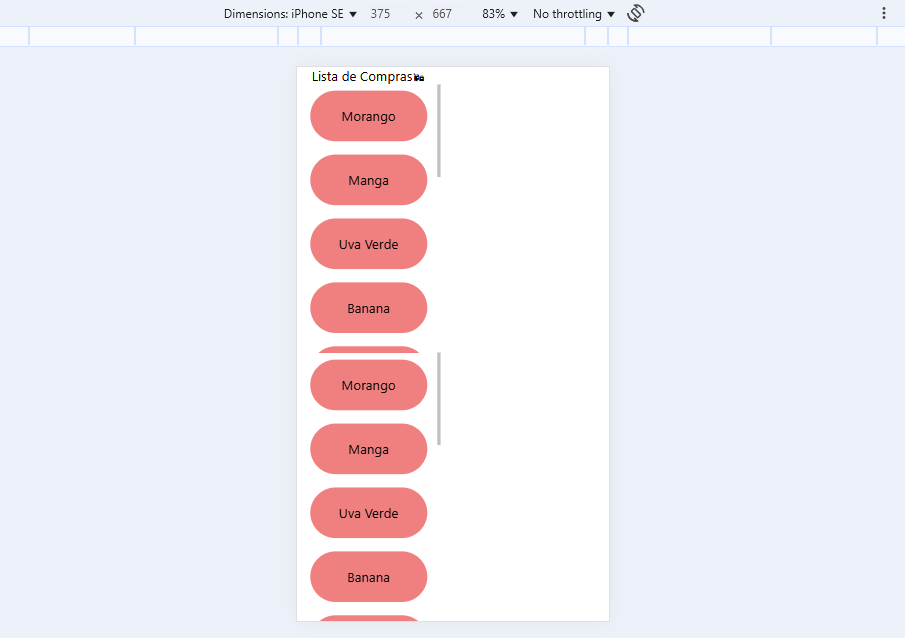 Dimensions: iPhone SE ▼ 375 × 667 83% ▼ No throttling ▼
Lista de Compras
Morango
Manga
Uva Verde
Banana
Morango
Manga
Uva Verde
Banana